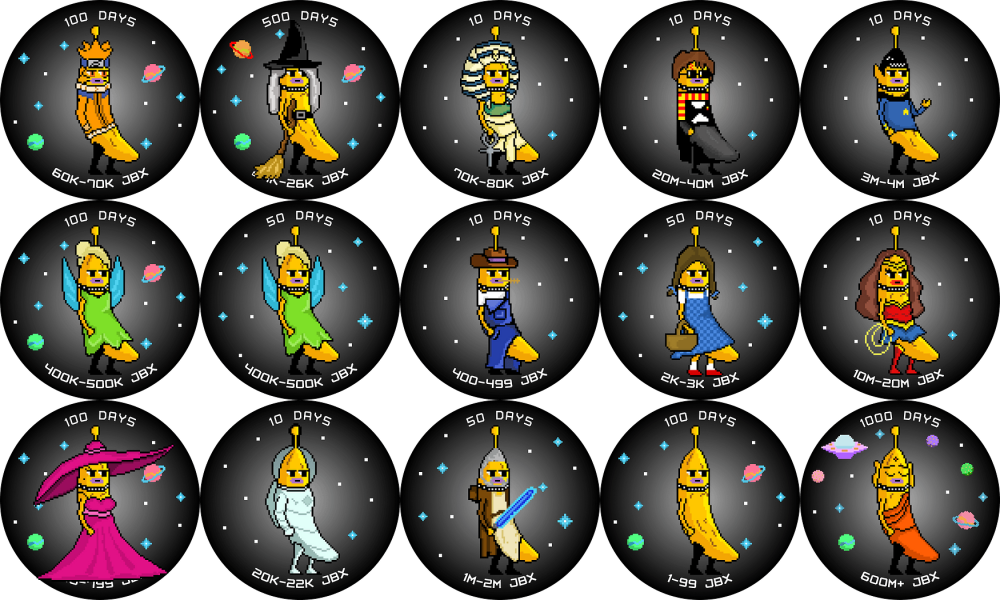 100 DAYS
60K-70K JBX
500 DAYS
-26K JBX
10 DAYS
70K-80K JBX
10 DAYS
20M-40M JBX
10 DAYS
3M-4M JBX
100 DAYS
400K-500K JBX
50 DAYS
400K-500K JBX
10 DAYS
400-499 JBX
50 DAYS
2K-3K JBX
10 DAYS
10M-20M JBX
100 DAYS
-199
10 DAYS
20K-22K JBX
50 DAYS
1M-2M JBX
100 DAYS
1-99 JBX
1000 DAYS
600M+ JBX